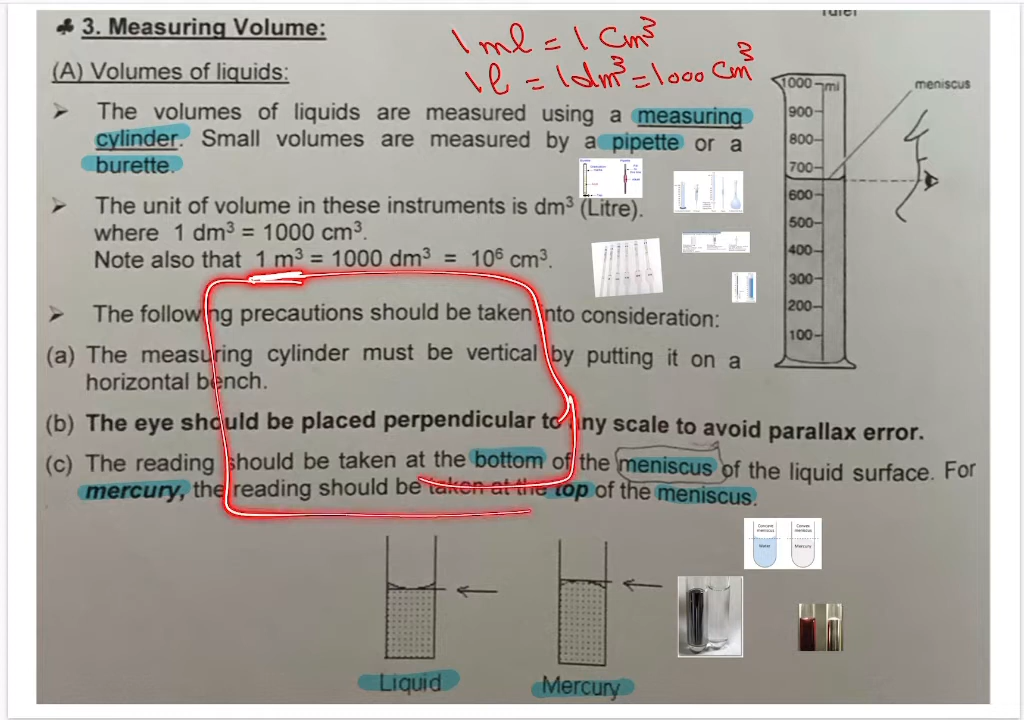 ♣ 3. Measuring Volume:
1 ml = 1 cm³
(A) Volumes of liquids:
1 l = 1 dm³ = 1000 cm³
➢ The volumes of liquids are measured using a measuring
cylinder. Small volumes are measured by a pipette or a
burette.
➢ The unit of volume in these instruments is dm³ (Litre).
where 1 dm³ = 1000 cm³.
Note also that 1 m³ = 1000 dm³ = 10⁶ cm³.
➢ The following precautions should be taken into consideration:
(a) The measuring cylinder must be vertical by putting it on a
horizontal bench.
(b) The eye should be placed perpendicular to any scale to avoid parallax error.
(c) The reading should be taken at the bottom of the meniscus of the liquid surface. For
mercury, the reading should be taken at the top of the meniscus.
1000 ml
meniscus
900
800
700
600
500
400
300
200
100
Concave
meniscus
Water
Convex
meniscus
Mercury
Liquid
Mercury